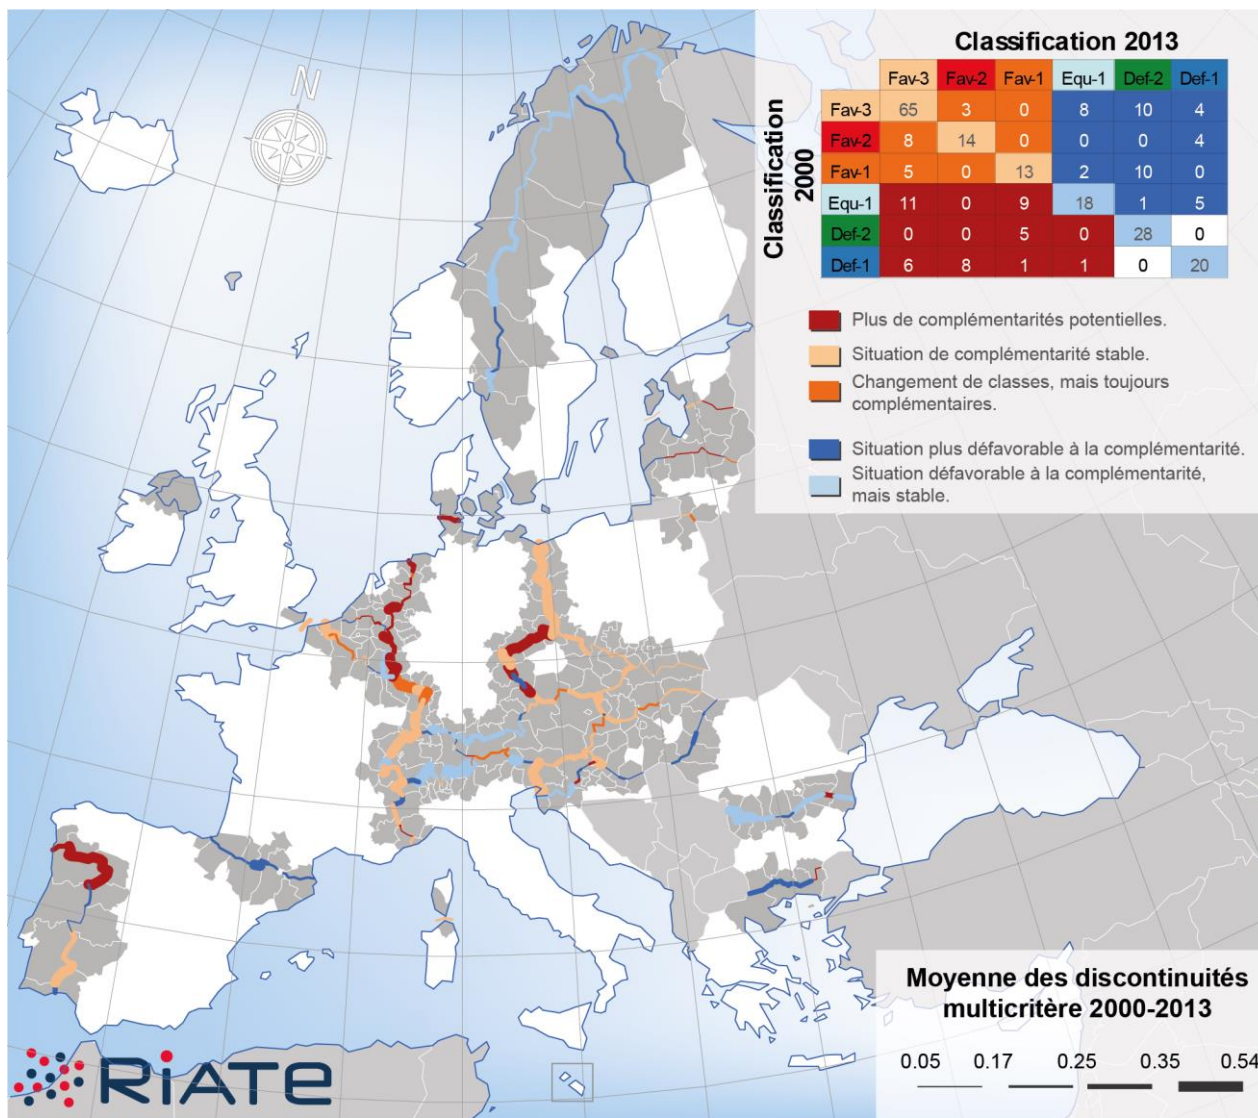 N
Classification 2013
Fav-3 Fav-2 Fav-1 Equ-1 Def-2 Def-1
Classification 2000
Fav-3 65 3 0 8 10 4
Fav-2 8 14 0 0 0 4
Fav-1 5 0 13 2 10 0
Equ-1 11 0 9 18 1 5
Def-2 0 0 5 0 28 0
Def-1 6 8 1 1 0 20
Plus de complémentarités potentielles.
Situation de complémentarité stable.
Changement de classes, mais toujours
complémentaires.
Situation plus défavorable à la complémentarité.
Situation défavorable à la complémentarité,
mais stable.
Moyenne des discontinuités
multicritère 2000-2013
0.05 0.17 0.25 0.35 0.54
RIATE